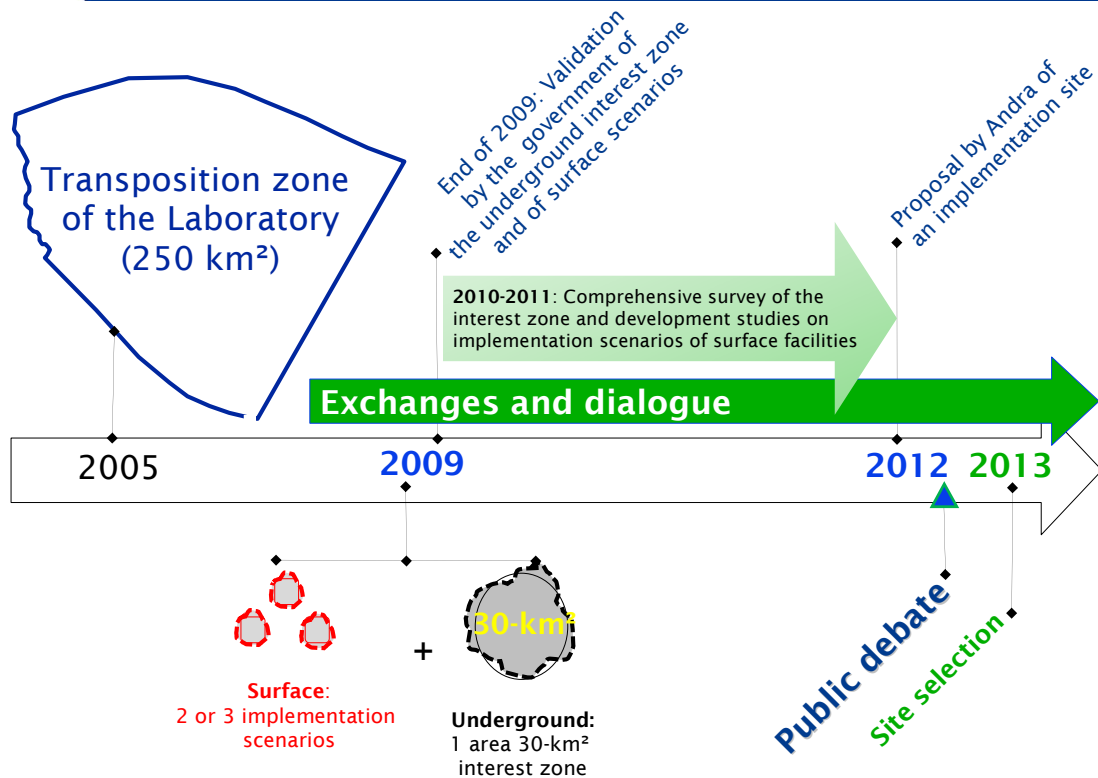 Transposition zone
of the Laboratory
(250 km²)
End of 2009: Validation
by the government of
the underground interest zone
and of surface scenarios
Proposal by Andra of
an implementation site
2010-2011: Comprehensive survey of the
interest zone and development studies on
implementation scenarios of surface facilities
Exchanges and dialogue
2005
2009
2012
2013
30-km²
+
Surface:
2 or 3 implementation
scenarios
Underground:
1 area 30-km²
interest zone
Public debate
Site selection